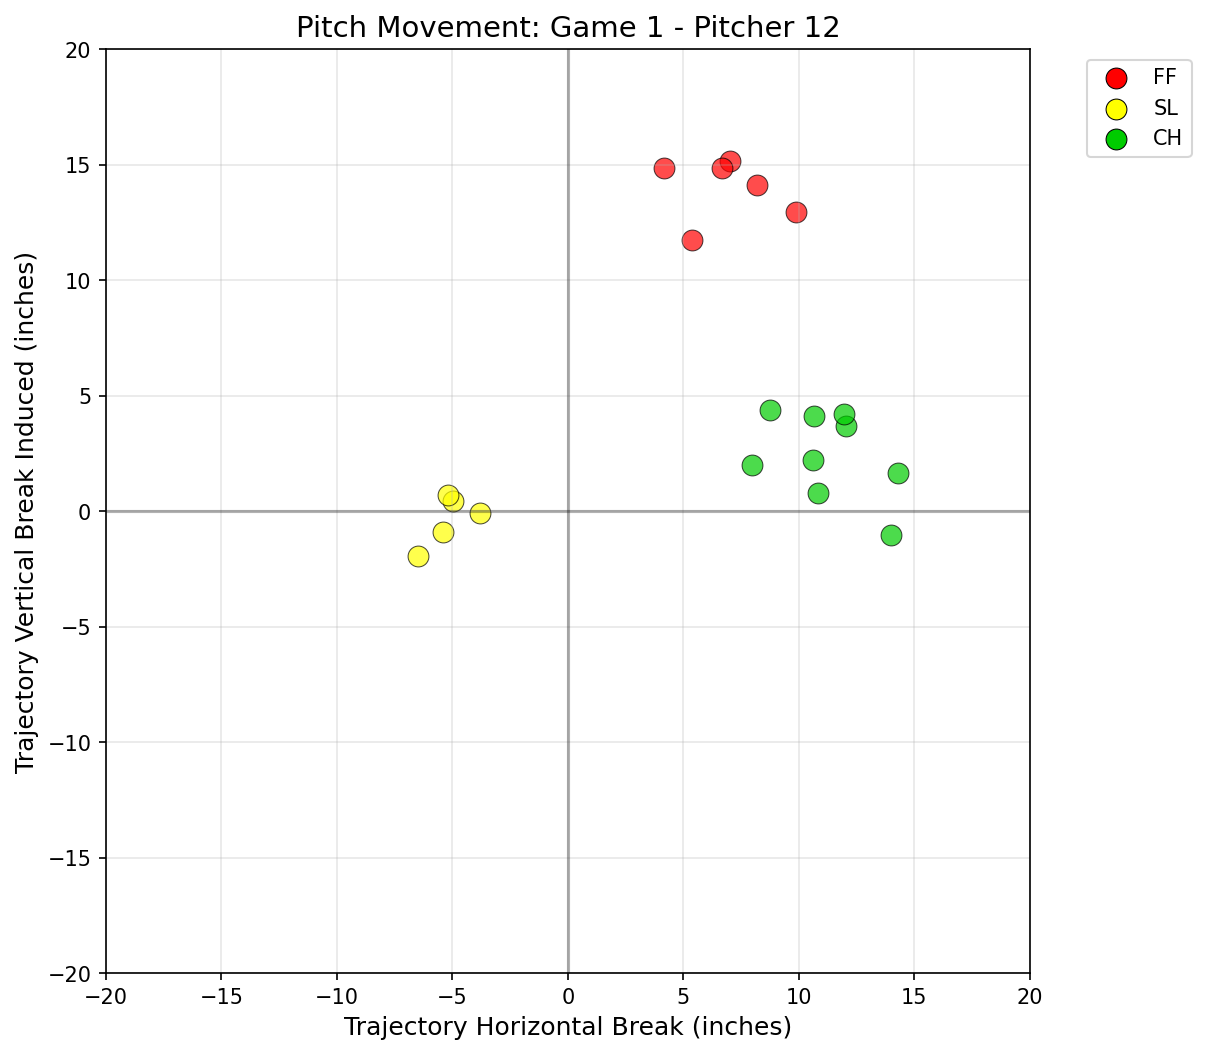 Pitch Movement: Game 1 - Pitcher 12
FF
SL
CH
Trajectory Vertical Break Induced (inches)
20
15
10
5
0
−5
−10
−15
−20
−20 −15 −10 −5 0 5 10 15 20
Trajectory Horizontal Break (inches)